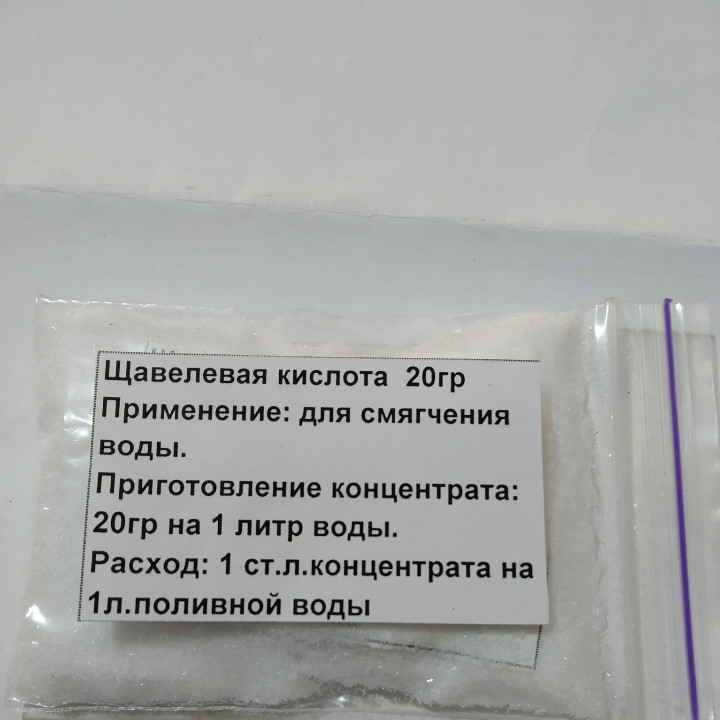 Щавелевая кислота 20гр
Применение: для смягчения
воды.
Приготовление концентрата:
20гр на 1 литр воды.
Расход: 1 ст.л.концентрата на
1л.поливной воды